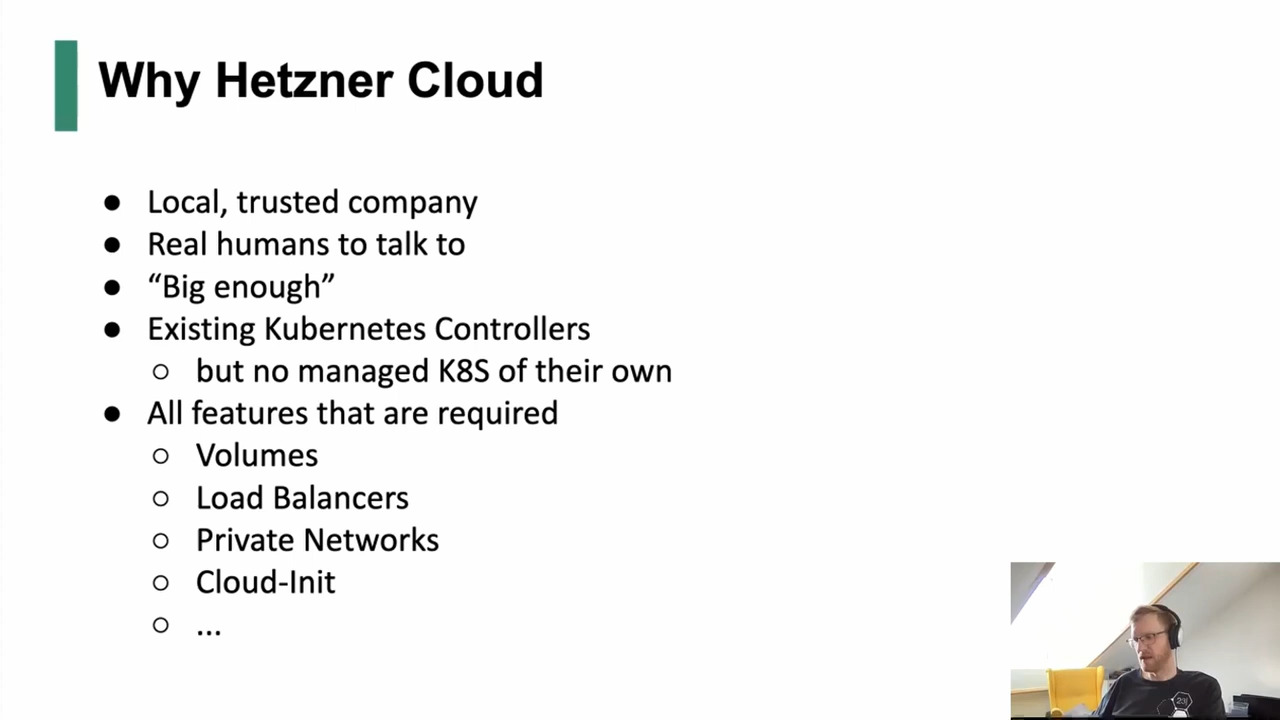 Why Hetzner Cloud
● Local, trusted company
● Real humans to talk to
● “Big enough”
● Existing Kubernetes Controllers
○ but no managed K8S of their own
● All features that are required
○ Volumes
○ Load Balancers
○ Private Networks
○ Cloud-Init
○ ...